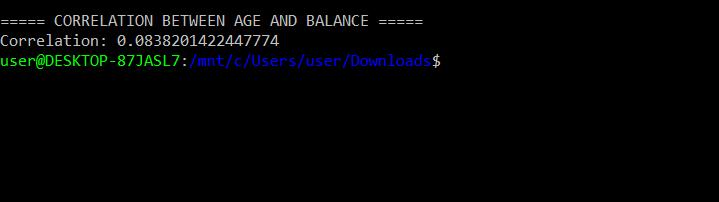 ===== CORRELATION BETWEEN AGE AND BALANCE =====
Correlation: 0.0838201422447774
user@DESKTOP-87JASL7:/mnt/c/Users/user/Downloads$